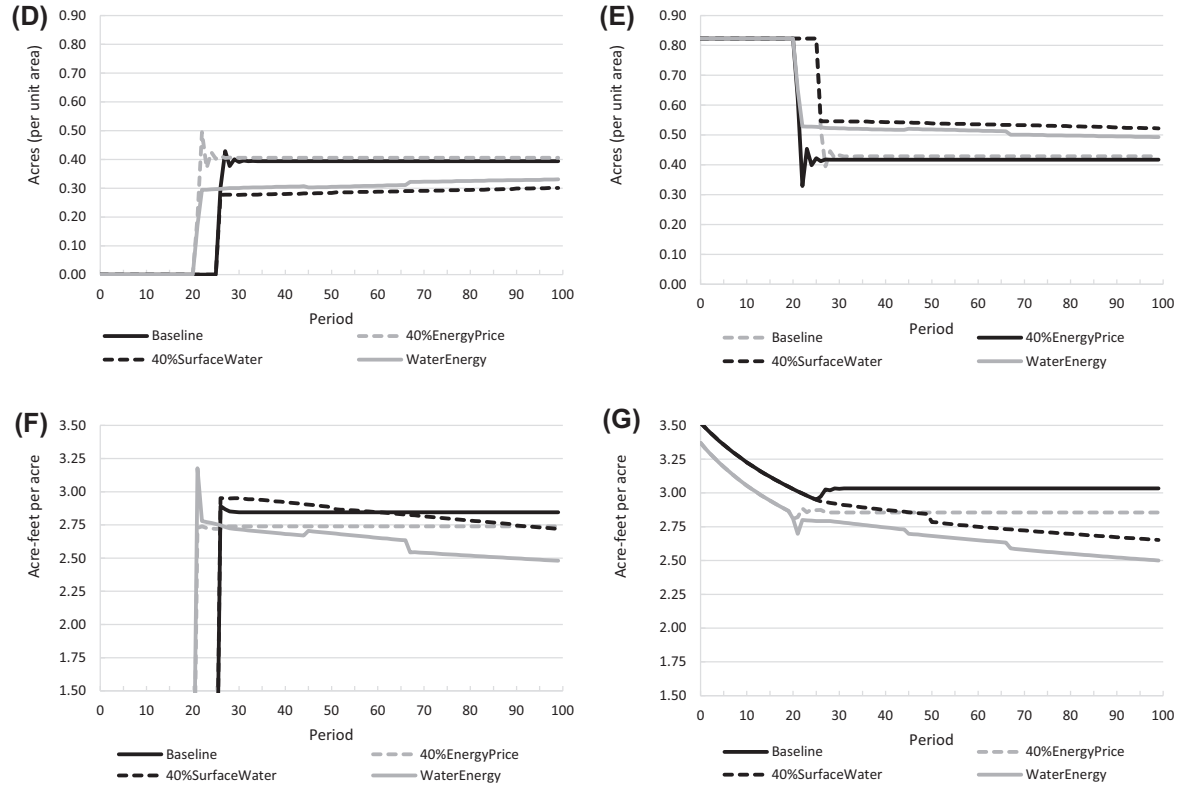 (D)
Acres (per unit area)
0.90
0.80
0.70
0.60
0.50
0.40
0.30
0.20
0.10
0.00
0 10 20 30 40 50 60 70 80 90 100
Period
Baseline 40%EnergyPrice
40%SurfaceWater WaterEnergy
(E)
Acres (per unit area)
0.90
0.80
0.70
0.60
0.50
0.40
0.30
0.20
0.10
0.00
0 10 20 30 40 50 60 70 80 90 100
Period
Baseline 40%EnergyPrice
40%SurfaceWater WaterEnergy
(F)
Acre-feet per acre
3.50
3.25
3.00
2.75
2.50
2.25
2.00
1.75
1.50
0 10 20 30 40 50 60 70 80 90 100
Period
Baseline 40%EnergyPrice
40%SurfaceWater WaterEnergy
(G)
Acre-feet per acre
3.50
3.25
3.00
2.75
2.50
2.25
2.00
1.75
1.50
0 10 20 30 40 50 60 70 80 90 100
Period
Baseline 40%EnergyPrice
40%SurfaceWater WaterEnergy